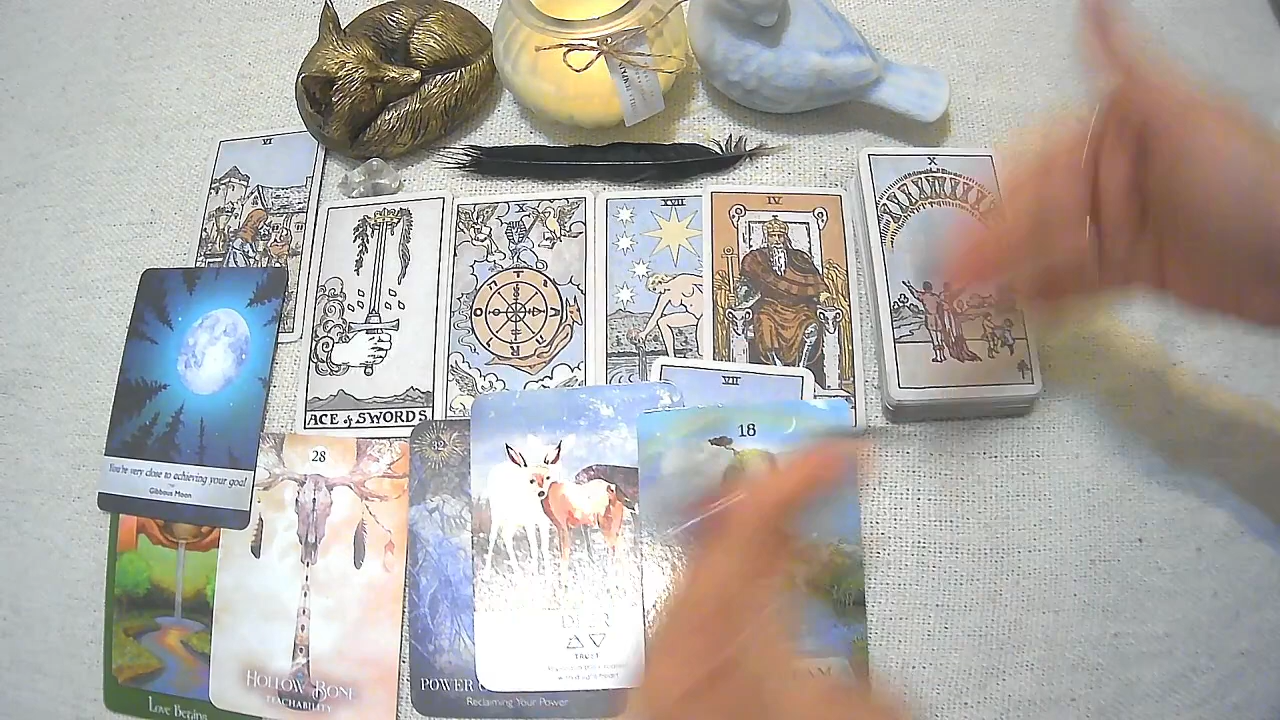 VI
X
XVII
IV
X
ACE of SWORDS
VII
You're very close to achieving your goal
Gibbous Moon
28
18
HOLLOW BONE
TEACHABILITY
Love Begins
DEER
TRUST
POWER
Reclaiming Your Power